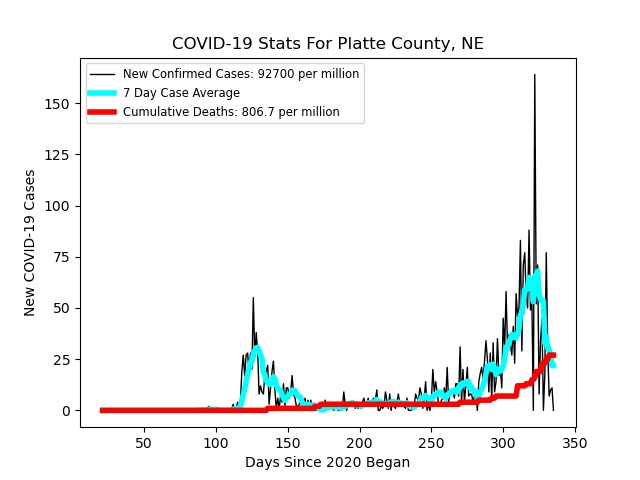 COVID-19 Stats For Platte County, NE
New Confirmed Cases: 92700 per million
7 Day Case Average
Cumulative Deaths: 806.7 per million
New COVID-19 Cases
150
125
100
75
50
25
0
50
100
150
200
250
300
350
Days Since 2020 Began